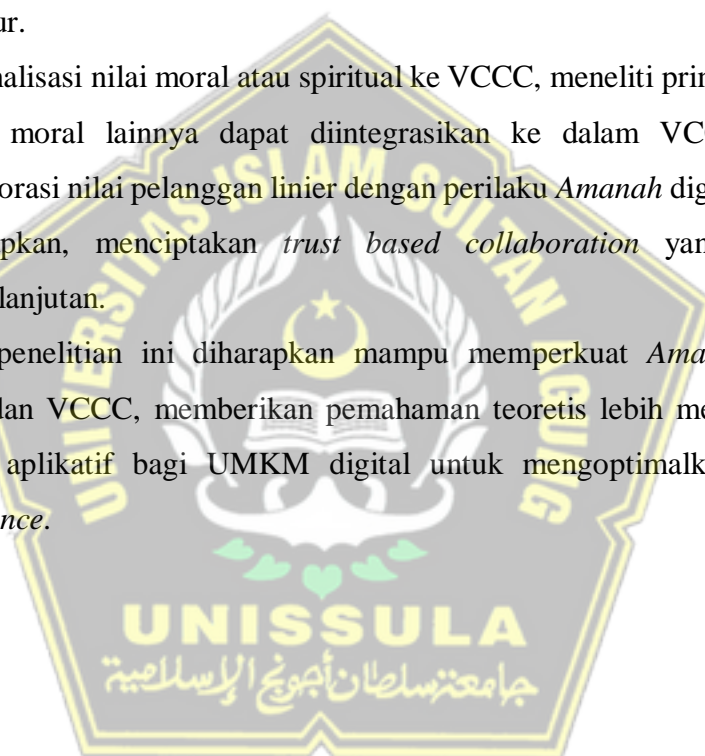 ur.
nalisasi nilai moral atau spiritual ke VCCC, meneliti prin
moral lainnya dapat diintegrasikan ke dalam VC
orasi nilai pelanggan linier dengan perilaku Amanah dig
pkan, menciptakan trust based collaboration yan
lanjutan.
penelitian ini diharapkan mampu memperkuat Ama
dan VCCC, memberikan pemahaman teoretis lebih me
aplikatif bagi UMKM digital untuk mengoptimalk
nce.
UNIVERSITAS ISLAM SULTAN AGUNG
UNISSULA
جامعة سلطان أجونج الإسلامية